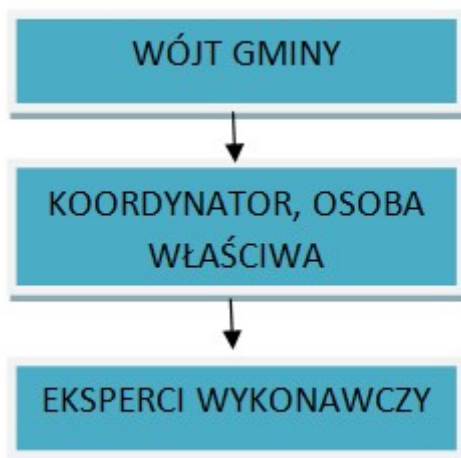 WÓJT GMINY
KOORDYNATOR, OSOBA
WŁAŚCIWA
EKSPERCI WYKONAWCZY